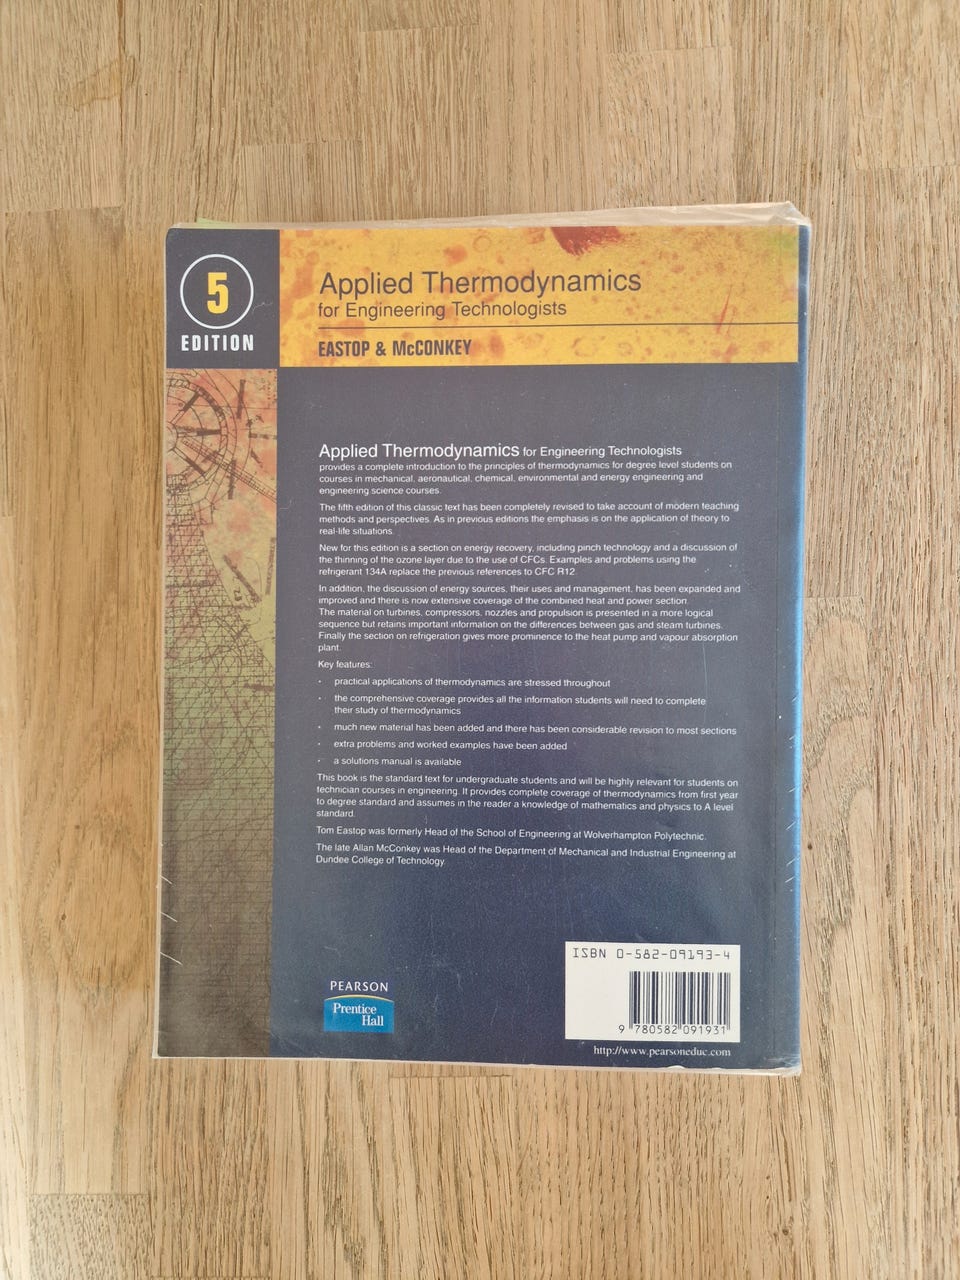 5
EDITION
Applied Thermodynamics
for Engineering Technologists
EASTOP & McCONKEY
Applied Thermodynamics for Engineering Technologists
provides a complete introduction to the principles of thermodynamics for degree level students on
courses in mechanical, aeronautical, chemical, environmental and energy engineering and
engineering science courses.
The fifth edition of this classic text has been completely revised to take account of modern teaching
methods and perspectives. As in previous editions the emphasis is on the application of theory to
real-life situations.
New for this edition is a section on energy recovery, including pinch technology and a discussion of
the thinning of the ozone layer due to the use of CFCs. Examples and problems using the
refrigerant 134A replace the previous references to CFC R12.
In addition, the discussion of energy sources, their uses and management, has been expanded and
improved and there is now extensive coverage of the combined heat and power section.
The material on turbines, compressors, nozzles and propulsion is presented in a more logical
sequence but retains important information on the differences between gas and steam turbines.
Finally the section on refrigeration gives more prominence to the heat pump and vapour absorption
plant.
Key features:
· practical applications of thermodynamics are stressed throughout
· the comprehensive coverage provides all the information students will need to complete
their study of thermodynamics
· much new material has been added and there has been considerable revision to most sections
· extra problems and worked examples have been added
· a solutions manual is available
This book is the standard text for undergraduate students and will be highly relevant for students on
technician courses in engineering. It provides complete coverage of thermodynamics from first year
to degree standard and assumes in the reader a knowledge of mathematics and physics to A level
standard.
Tom Eastop was formerly Head of the School of Engineering at Wolverhampton Polytechnic.
The late Allan McConkey was Head of the Department of Mechanical and Industrial Engineering at
Dundee College of Technology.
PEARSON
Prentice
Hall
ISBN 0-582-09193-4
9 780582 091931
http://www.pearsoneduc.com